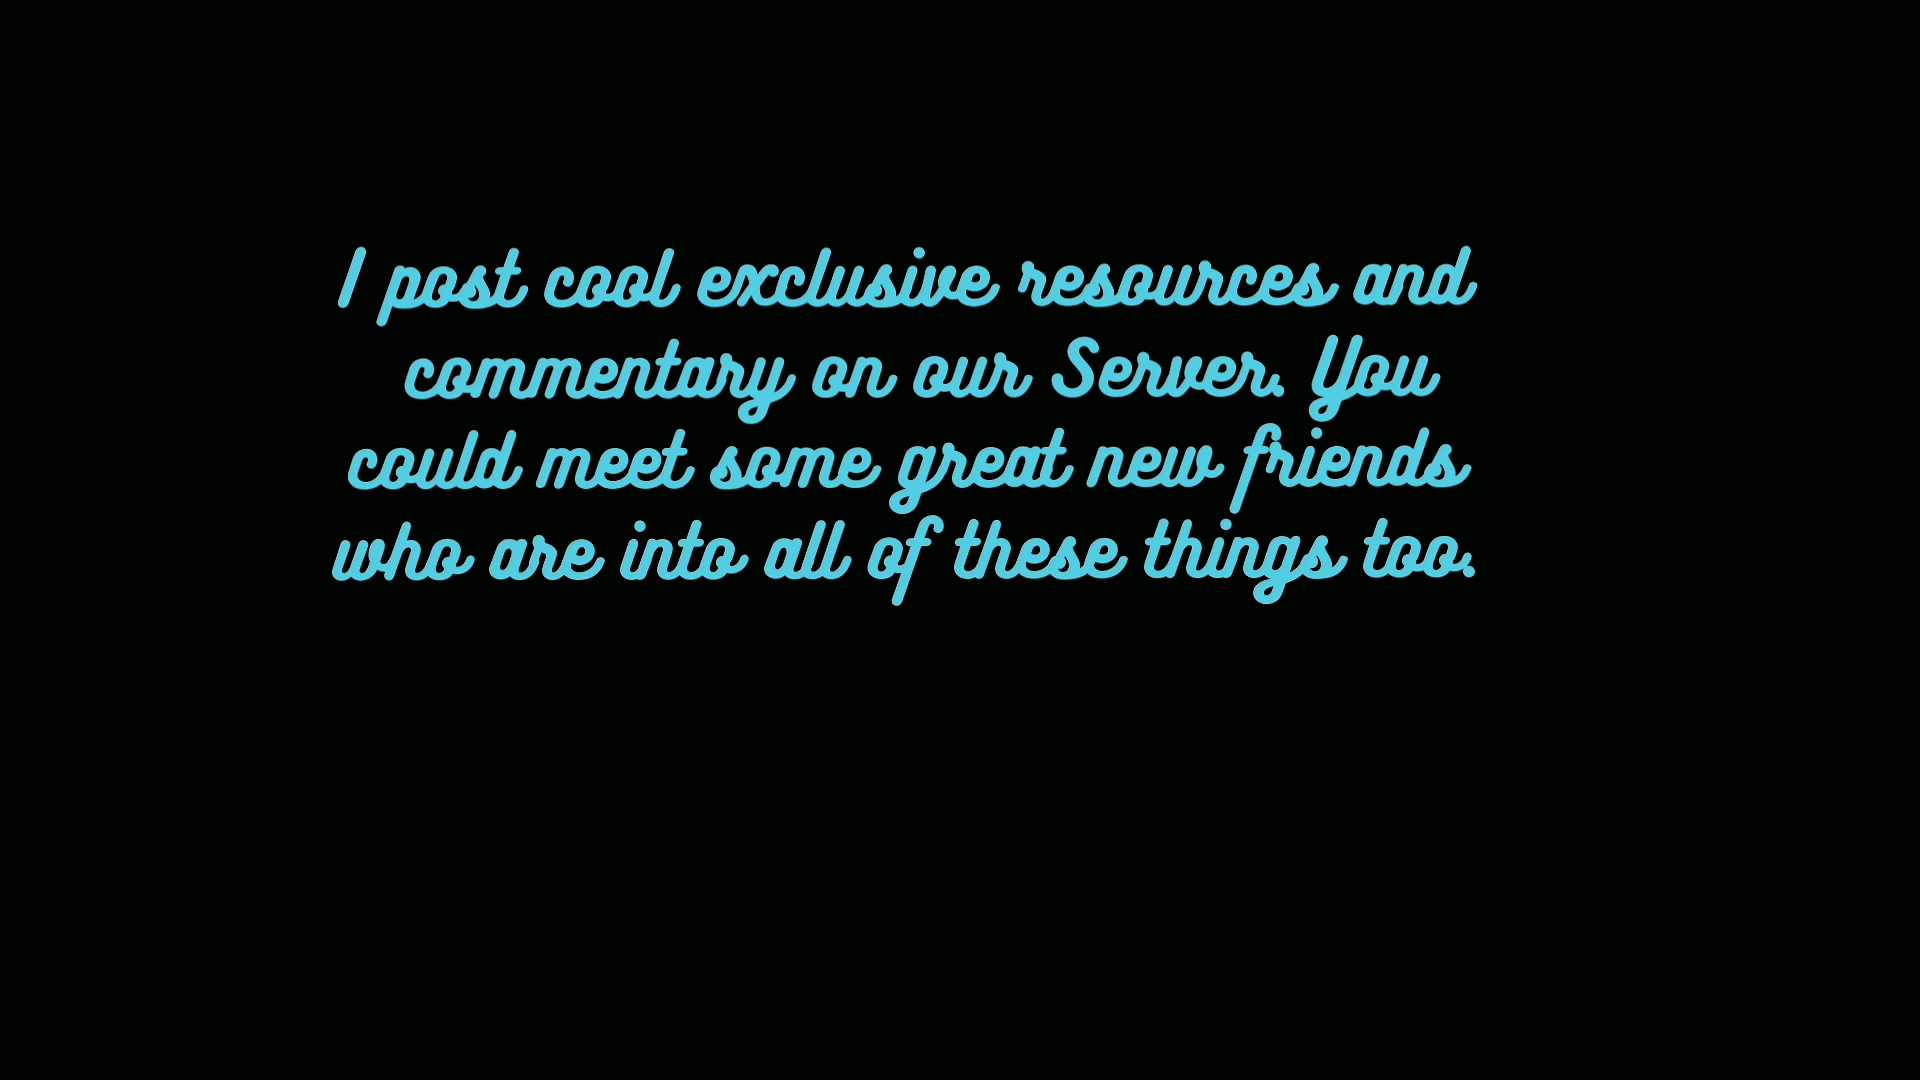 I post cool exclusive resources and
commentary on our Server. You
could meet some great new friends
who are into all of these things too.